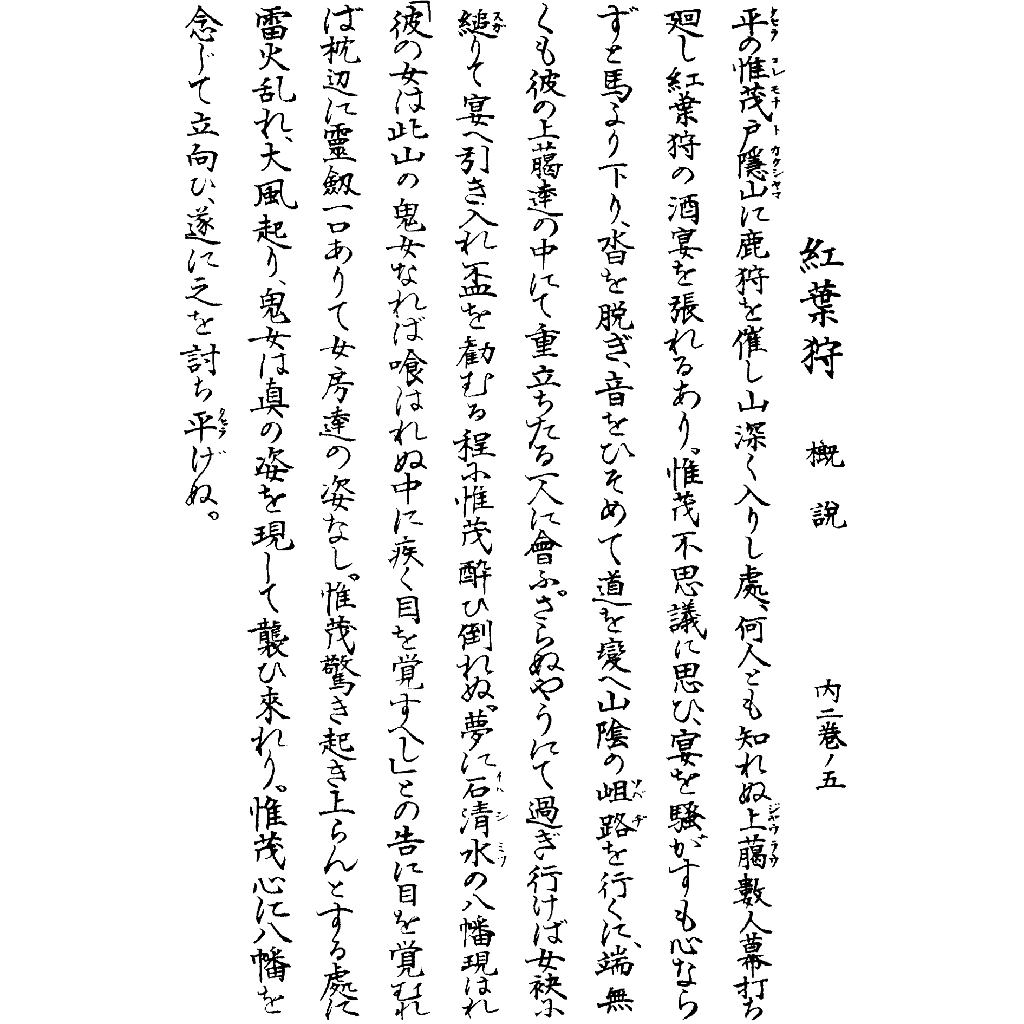 紅葉狩 概説 内二巻ノ五
平の惟茂戸隱山に鹿狩を催し山深く入りし處、何人とも知れぬ上﨟數人幕打ち
廻し紅葉狩の酒宴を張れるあり。惟茂不思議に思ひ、宴を騷がすも心なら
ずと馬より下り、沓を脱ぎ、音をひそめて道を變へ山陰の岨路を行くに、端無
くも彼の上﨟達の中にて重立ちたる一人に會ふ。さらぬやうにて過ぎ行けば女袂に
縋りて宴へ引き入れ盃を勸むる程に惟茂醉ひ倒れぬ。夢に石清水の八幡現はれ
「彼の女は此山の鬼女なれば喰はれぬ中に疾く目を覚すべし」との告に目を覚むれ
ば枕辺に靈劔一口ありて女房達の姿なし。惟茂驚き起き上らんとする處に
雷火乱れ、大風起り、鬼女は真の姿を現して襲ひ来れり。惟茂心に八幡を
念じて立向ひ、遂に之を討ち平げぬ。